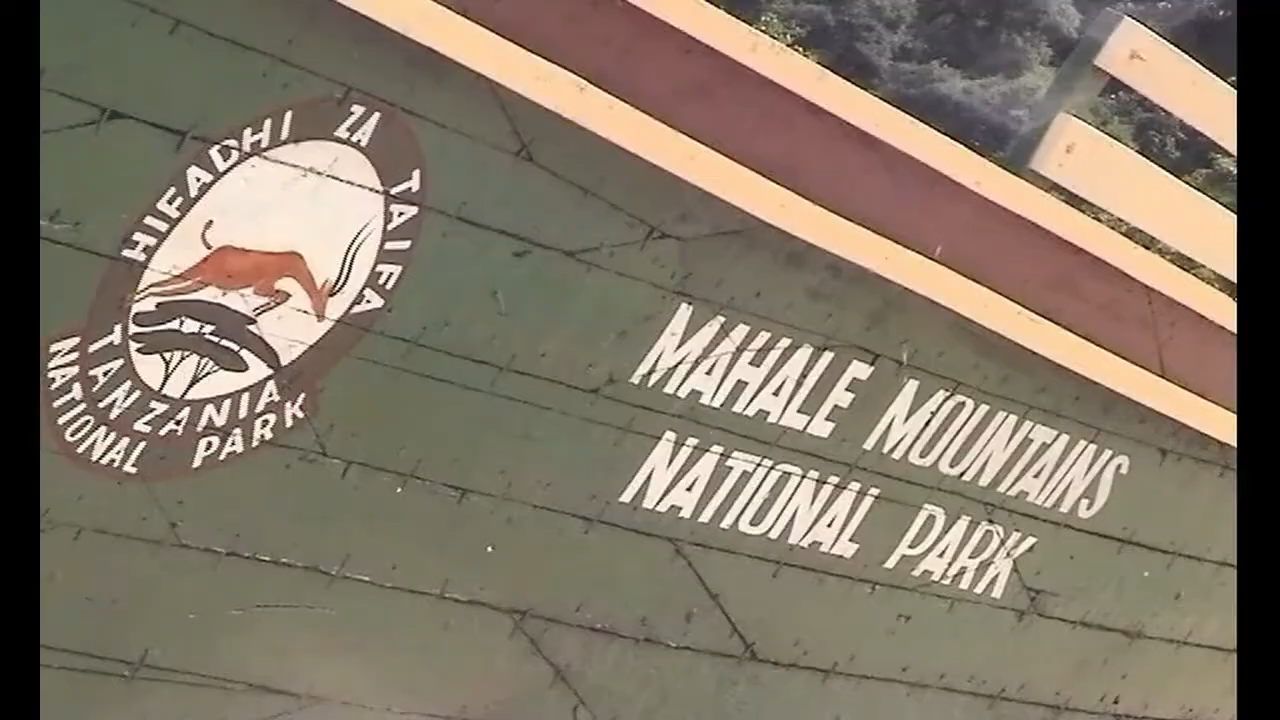 HIFADHI ZA TAIFA
TANZANIA
NATIONAL PARK
MAHALE MOUNTAINS
NATIONAL PARK